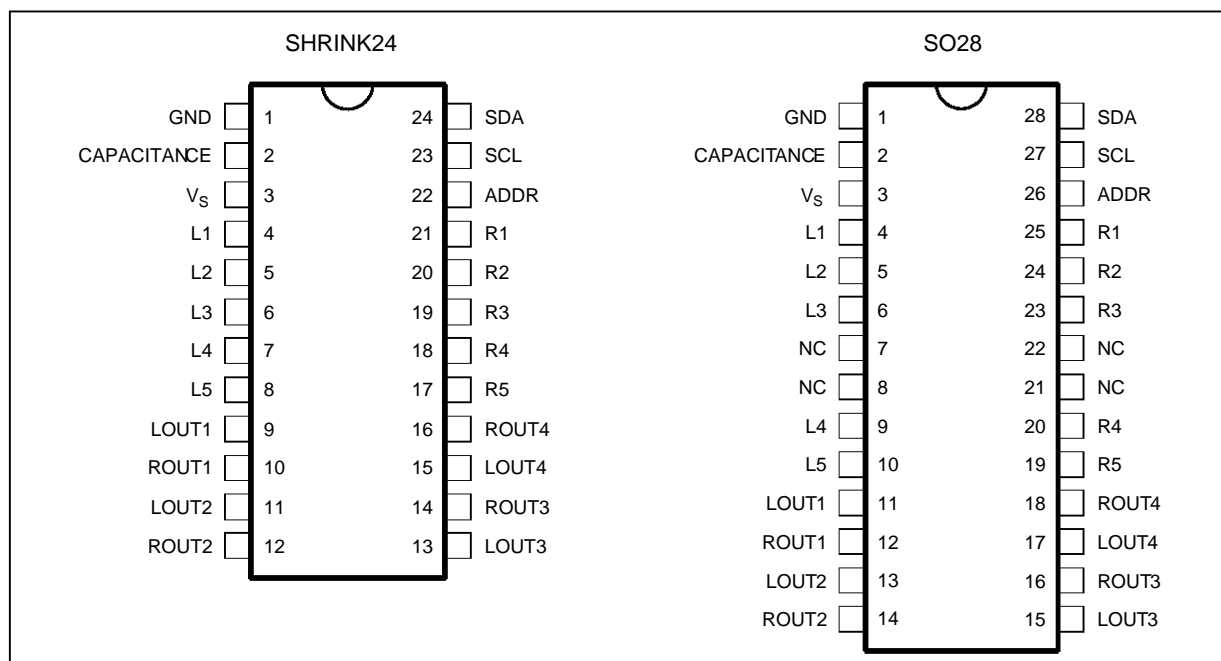 SHRINK24
GND 1 24 SDA
CAPACITANCE 2 23 SCL
VS 3 22 ADDR
L1 4 21 R1
L2 5 20 R2
L3 6 19 R3
L4 7 18 R4
L5 8 17 R5
LOUT1 9 16 ROUT4
ROUT1 10 15 LOUT4
LOUT2 11 14 ROUT3
ROUT2 12 13 LOUT3
SO28
GND 1 28 SDA
CAPACITANCE 2 27 SCL
VS 3 26 ADDR
L1 4 25 R1
L2 5 24 R2
L3 6 23 R3
NC 7 22 NC
NC 8 21 NC
L4 9 20 R4
L5 10 19 R5
LOUT1 11 18 ROUT4
ROUT1 12 17 LOUT4
LOUT2 13 16 ROUT3
ROUT2 14 15 LOUT3